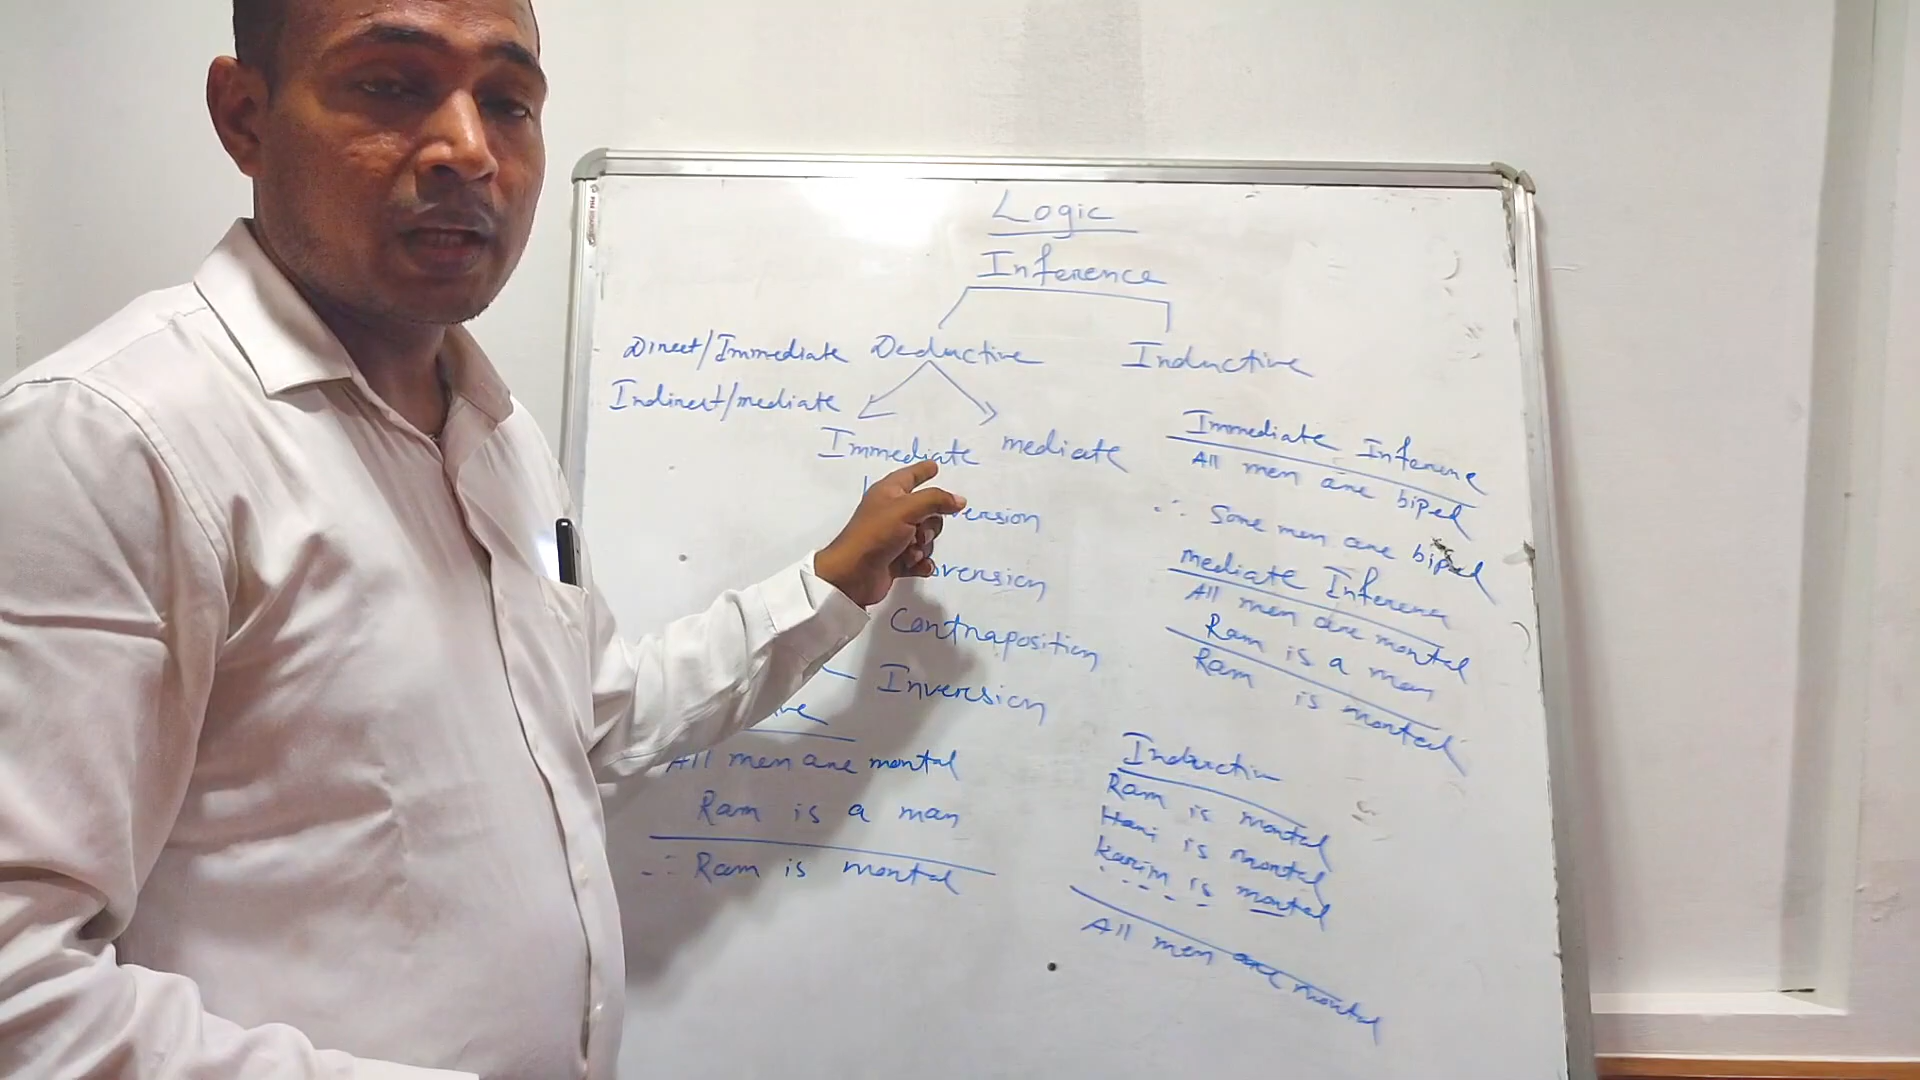 Logic
Inference
Direct/Immediate Deductive Inductive
Indirect/mediate
Immediate mediate
version
version
Contraposition
Inversion
All men are mortal
Ram is a man
∴ Ram is mortal
Immediate Inference
All men are biped
∴ Some men are biped
mediate Inference
All men are mortal
Ram is a man
Ram is mortal
Inductive
Ram is mortal
Hari is mortal
Karim is mortal
All men are mortal